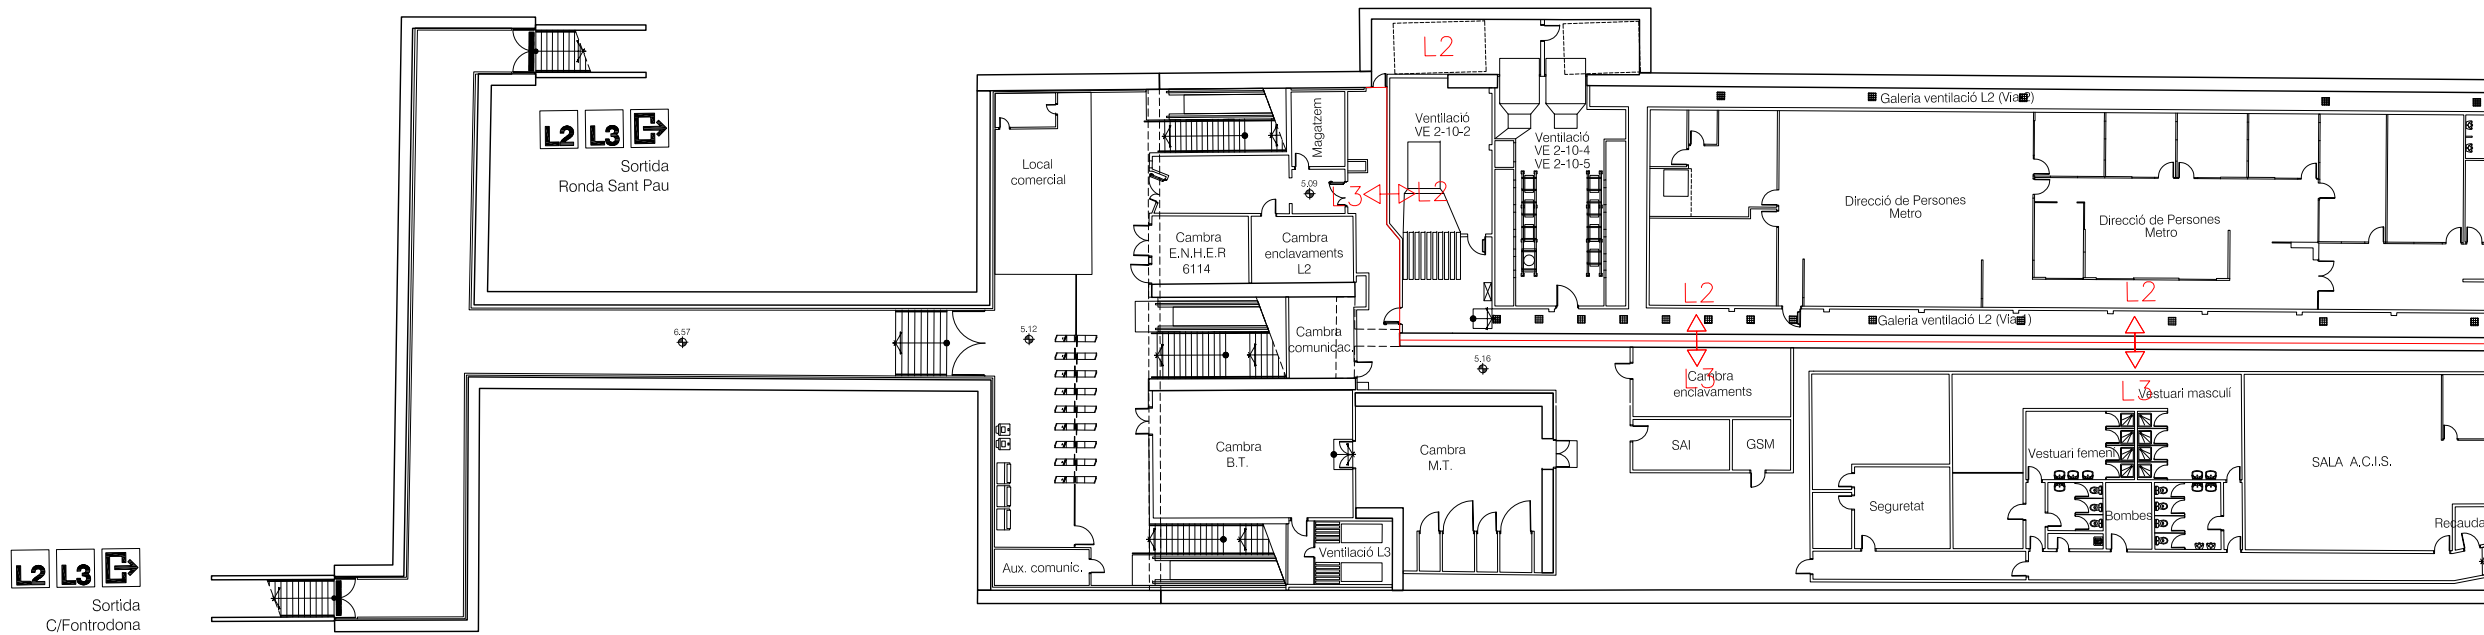 L2 L3
Sortida
Ronda Sant Pau
L2 L3
Sortida
C/Fontrodona
6.57
5.12
Local
comercial
Aux. comunic.
Magatzem
5.09
Cambra
E.N.H.E.R
6114
Cambra
enclavaments
L2
Cambra
comunicac.
Cambra
B.T.
Cambra
M.T.
Ventilació L3
L2
Ventilació
VE 2-10-2
Ventilació
VE 2-10-4
VE 2-10-5
L3
L2
5.16
Galeria ventilació L2 (Via 2)
Direcció de Persones
Metro
Direcció de Persones
Metro
L2
L2
Galeria ventilació L2 (Via 1)
L3
L3
Cambra
enclavaments
SAI
GSM
Vestuari masculí
Vestuari femení
Seguretat
Bombes
SALA A.C.I.S.